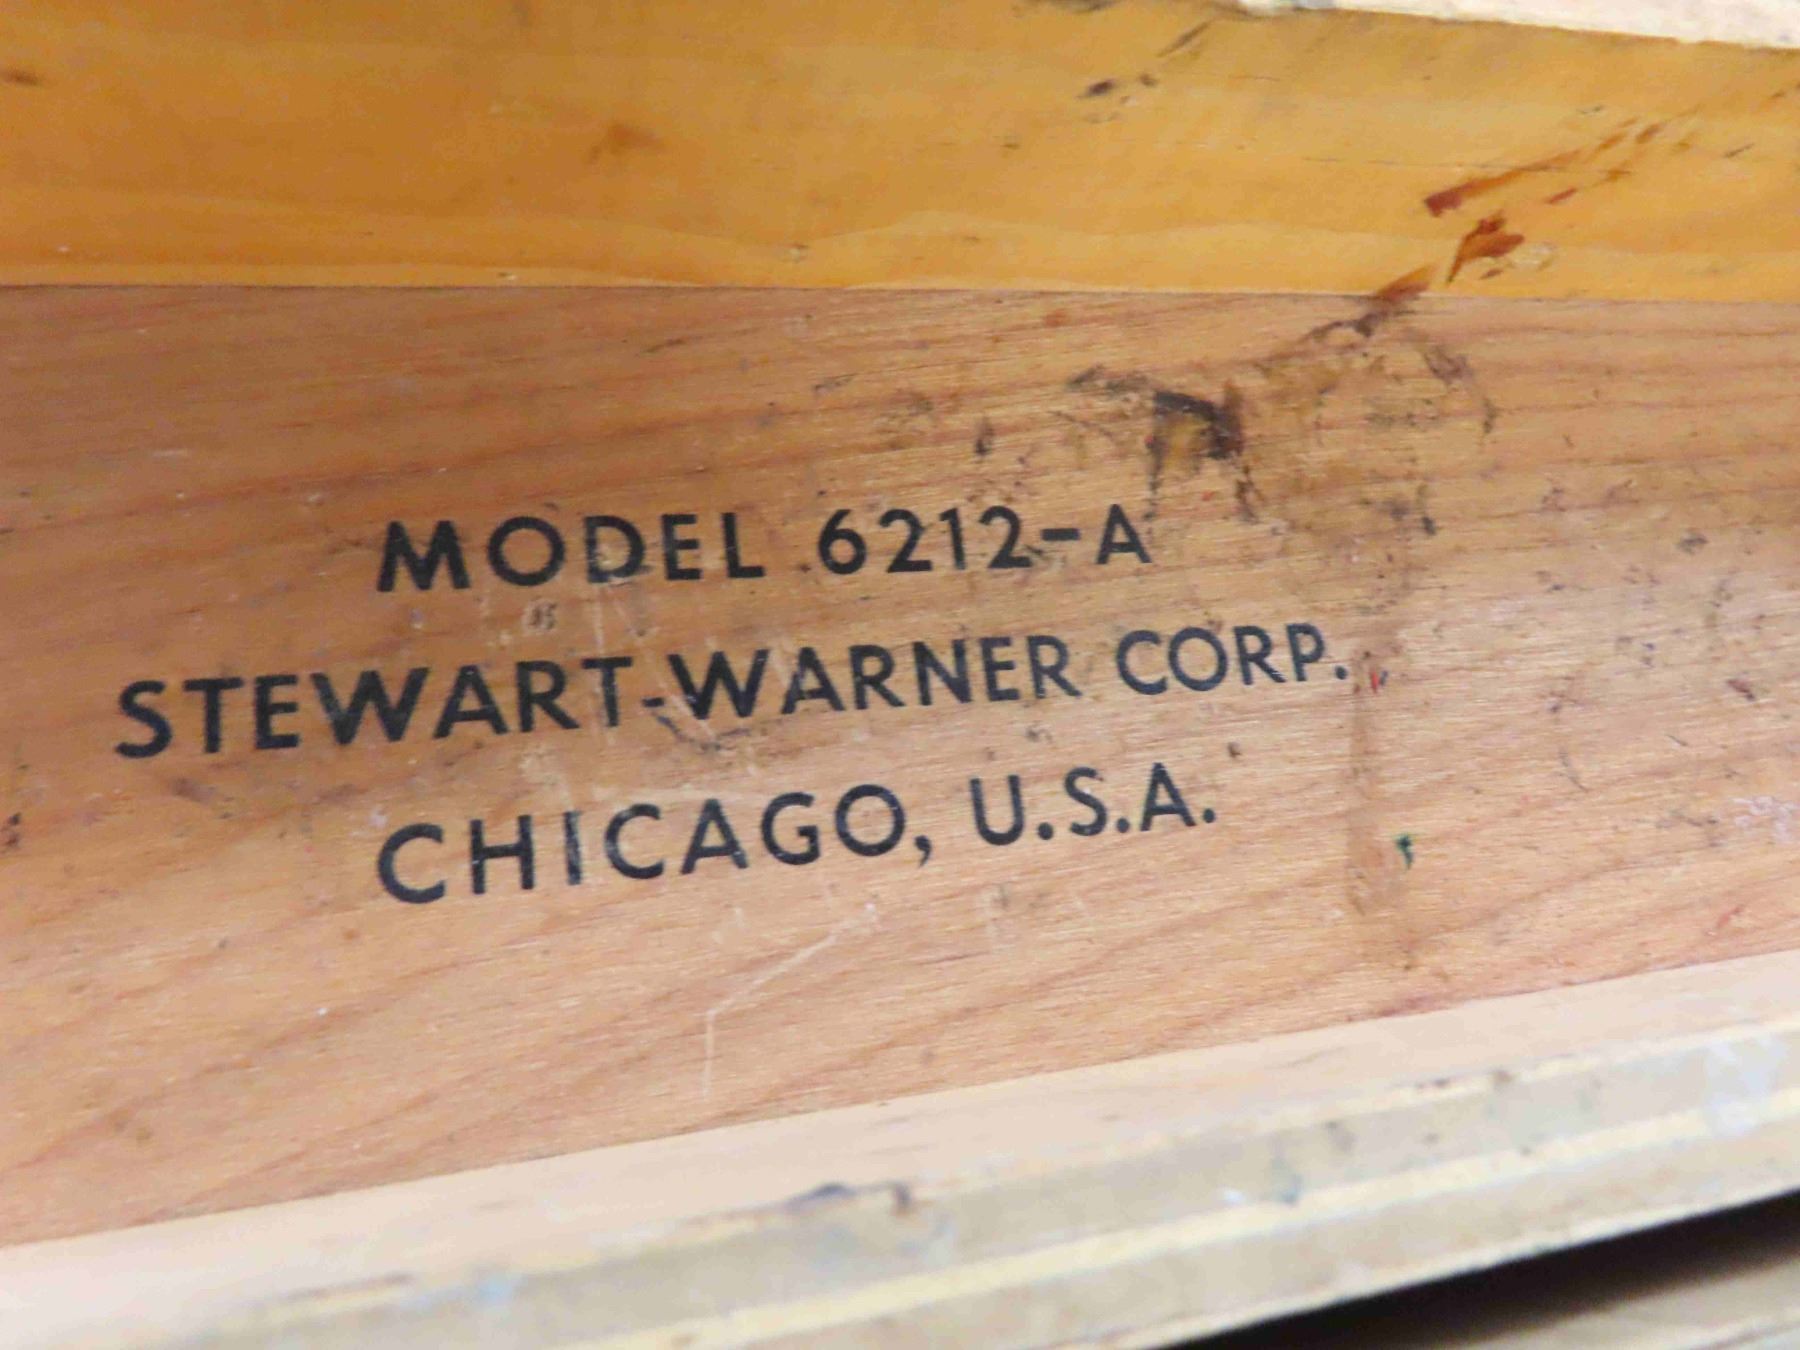 MODEL 6212-A
STEWART-WARNER CORP.
CHICAGO, U.S.A.